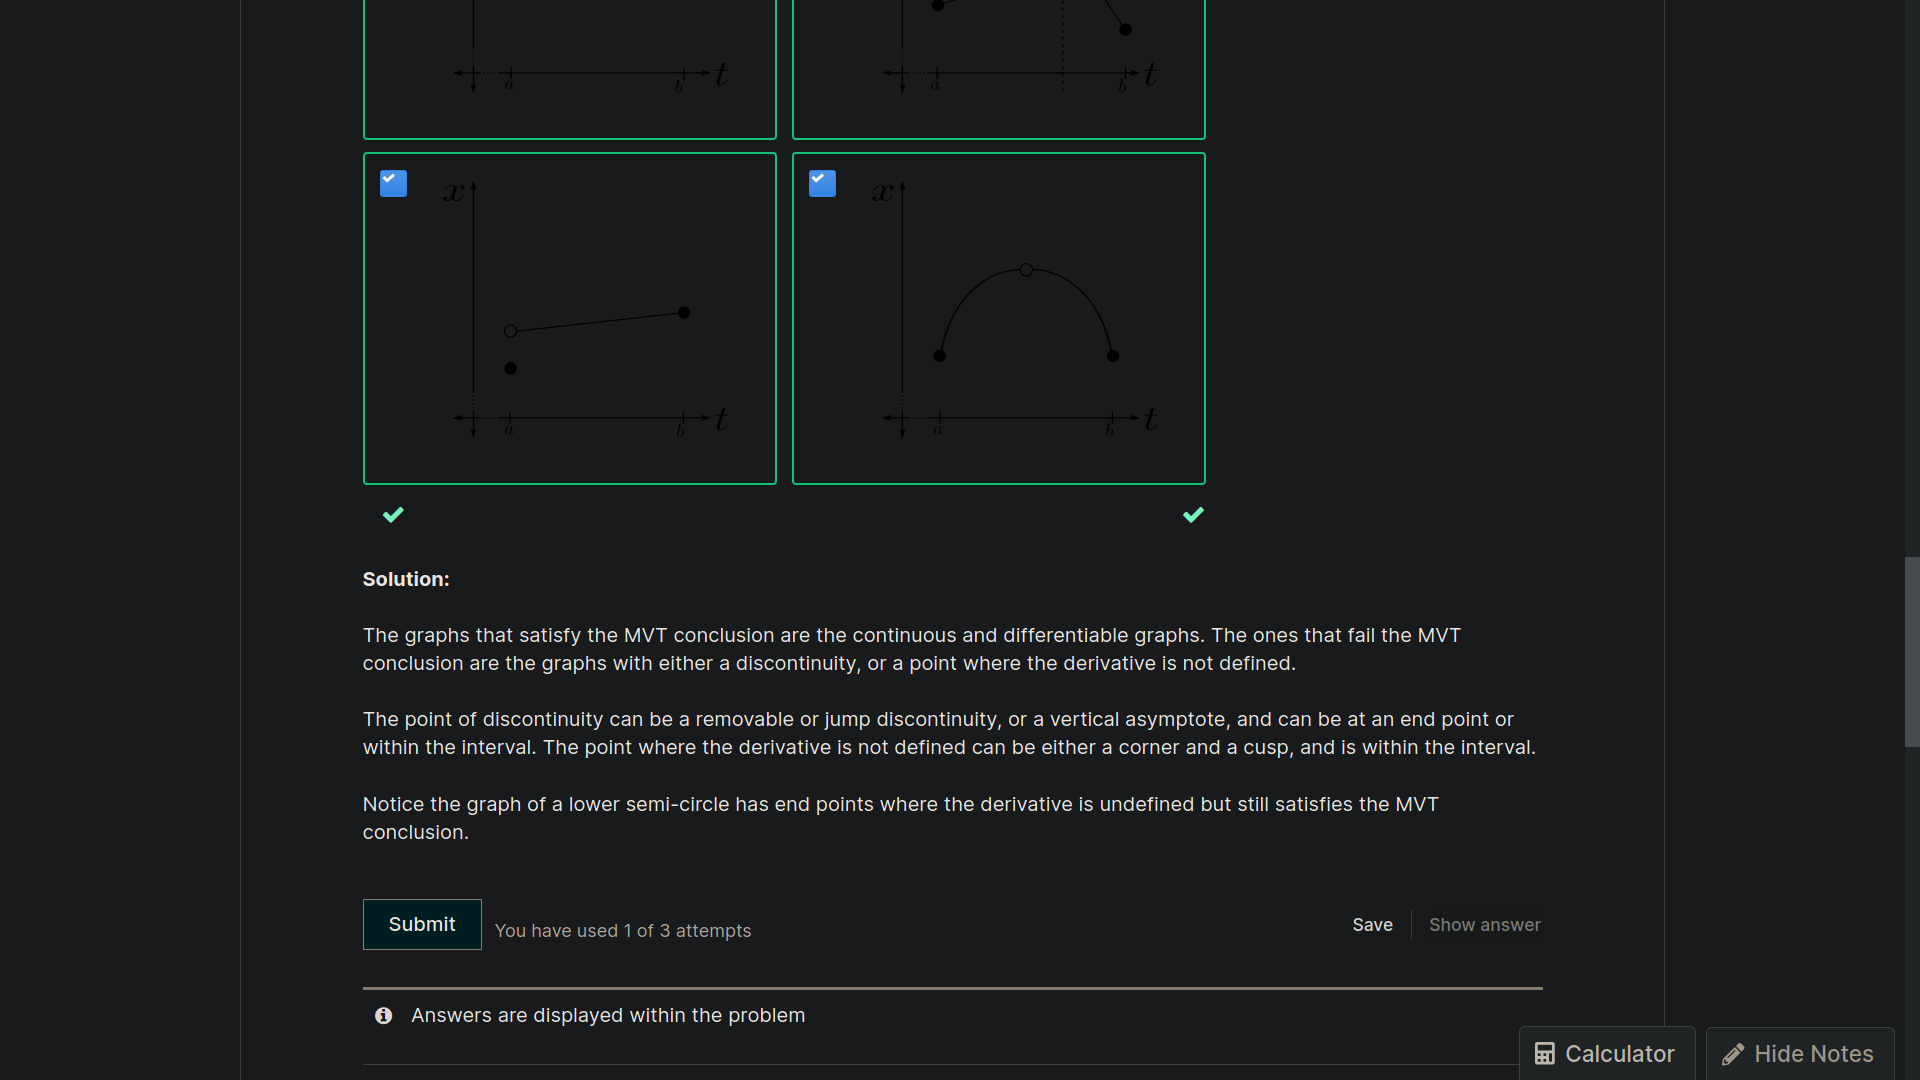 t
t
a
b
a
b
x
x
t
t
a
b
a
b
Solution:
The graphs that satisfy the MVT conclusion are the continuous and differentiable graphs. The ones that fail the MVT
conclusion are the graphs with either a discontinuity, or a point where the derivative is not defined.
The point of discontinuity can be a removable or jump discontinuity, or a vertical asymptote, and can be at an end point or
within the interval. The point where the derivative is not defined can be either a corner and a cusp, and is within the interval.
Notice the graph of a lower semi-circle has end points where the derivative is undefined but still satisfies the MVT
conclusion.
Submit
You have used 1 of 3 attempts
Save
Show answer
Answers are displayed within the problem
Calculator
Hide Notes